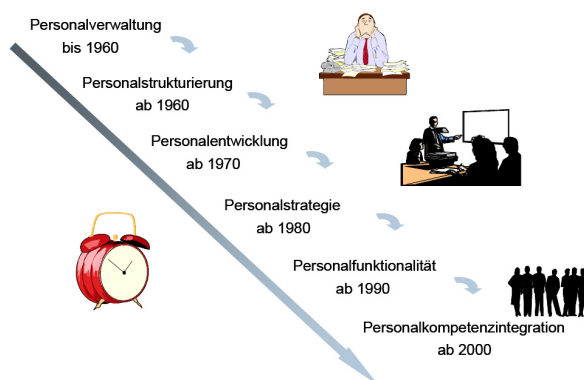 Personalverwaltung
bis 1960
Personalstrukturierung
ab 1960
Personalentwicklung
ab 1970
Personalstrategie
ab 1980
Personalfunktionalität
ab 1990
Personalkompetenzintegration
ab 2000